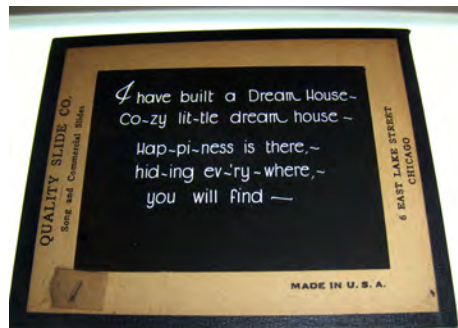 I have built a Dream House~
Co-zy lit-tle dream house ~
Hap-pi-ness is there,~
hid-ing ev-'ry-where,~
you will find —
QUALITY SLIDE CO.
Song and Commercial Slides
6 EAST LAKE STREET
CHICAGO
MADE IN U. S. A.